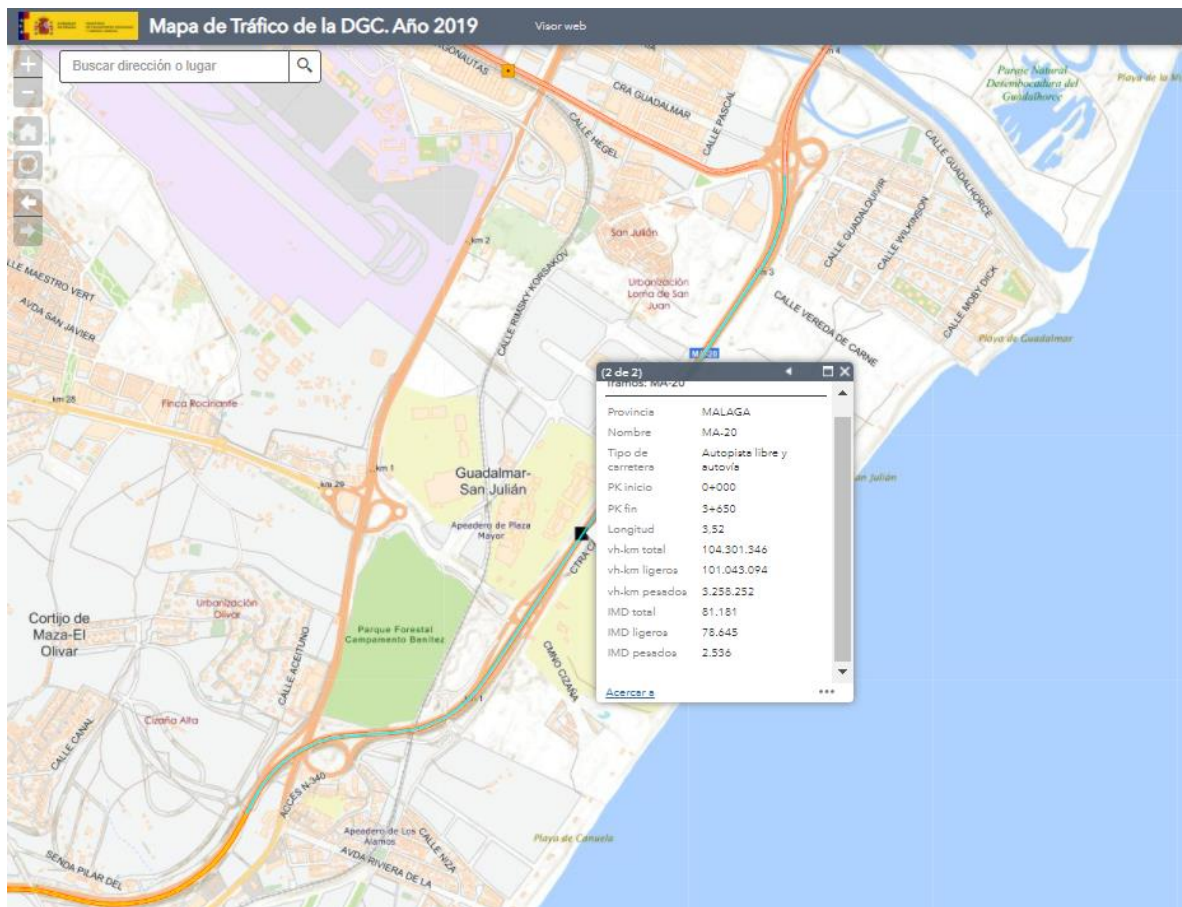 Mapa de Tráfico de la DGC. Año 2019
Visor web
Buscar dirección o lugar
CRA GUADALMAR
CALLE PASCAL
CALLE HEGEL
km 4
Paraje Natural
Desembocadura del
Guadalhorce
CALLE GUADALHORCE
CALLE GUADALQUIVIR
CALLE WILKINSON
CALLE MOBY DICK
Playa de Guadalmar
San Julián
Urbanización
Loma de San
Juan
CALLE VEREDA DE CARNE
km 2
CALLE RIMSKY KORSAKOV
AVDA SAN JAVIER
km 28
Finca Rocinante
km 1
km 29
Guadalmar-
San Julián
Apeadero de Plaza
Mayor
(2 de 2)
Tramos: MA-20
Provincia MALAGA
Nombre MA-20
Tipo de carretera Autopista libre y autovía
PK inicio 0+000
PK fin 3+650
Longitud 3,52
vh-km total 104.301.346
vh-km ligeros 101.043.094
vh-km pesados 3.258.252
IMD total 81.181
IMD ligeros 78.645
IMD pesados 2.536
Acercar a
Urbanización
Olivar
Cortijo de
Maza-El
Olivar
Parque Forestal
Campamento Benítez
CALLE ACEITUNO
CMNO CIZAÑA
Cizaña Alta
CALLE CANAL
ACCES N-340
Apeadero de Los
Álamos
CALLE NIZA
AVDA RIVIERA DE LA
SENDA PILAR DEL
Playa de Canuela